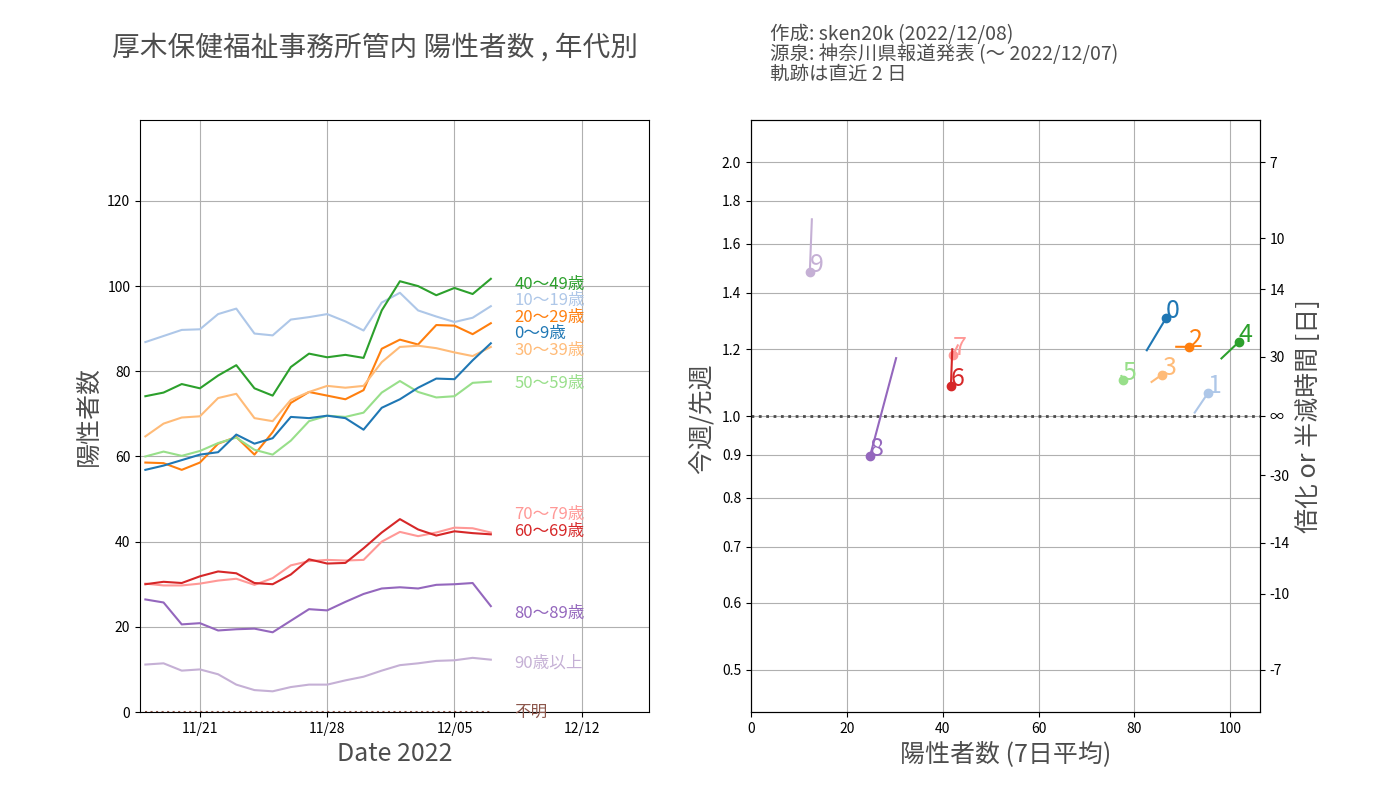 厚木保健福祉事務所管内 陽性者数 , 年代別
作成: sken20k (2022/12/08)
源泉: 神奈川県報道発表 (～ 2022/12/07)
軌跡は直近 2 日
陽性者数
120
100
80
60
40
20
0
11/21
11/28
12/05
12/12
Date 2022
40～49歳
10～19歳
20～29歳
0～9歳
30～39歳
50～59歳
70～79歳
60～69歳
80～89歳
90歳以上
不明
今週/先週
2.0
1.8
1.6
1.4
1.2
1.0
0.9
0.8
0.7
0.6
0.5
9
0
4
2
7
3
5
6
1
8
7
10
14
30
∞
-30
-14
-10
-7
倍化 or 半減時間 [日]
0
20
40
60
80
100
陽性者数 (7日平均)